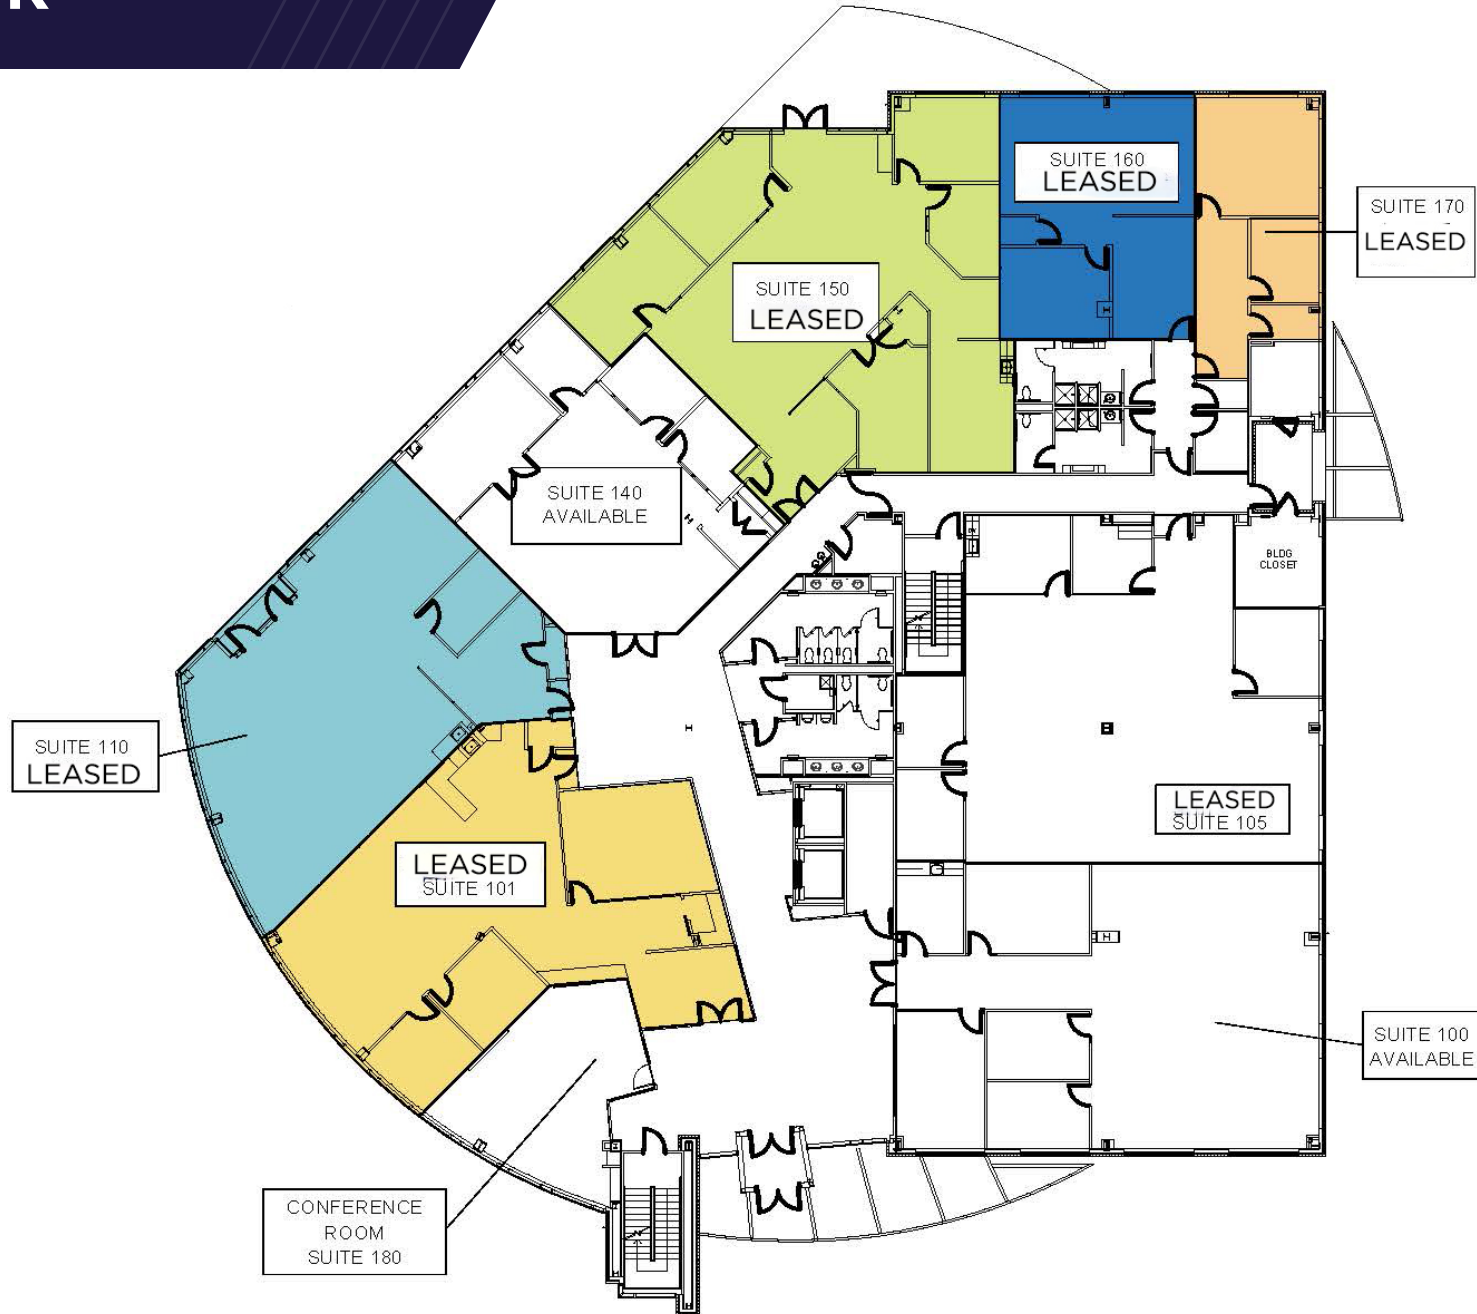 R
SUITE 160
LEASED
SUITE 170
LEASED
SUITE 150
LEASED
SUITE 140
AVAILABLE
BLDG
CLOSET
SUITE 110
LEASED
LEASED
SUITE 105
LEASED
SUITE 101
SUITE 100
AVAILABLE
CONFERENCE
ROOM
SUITE 180